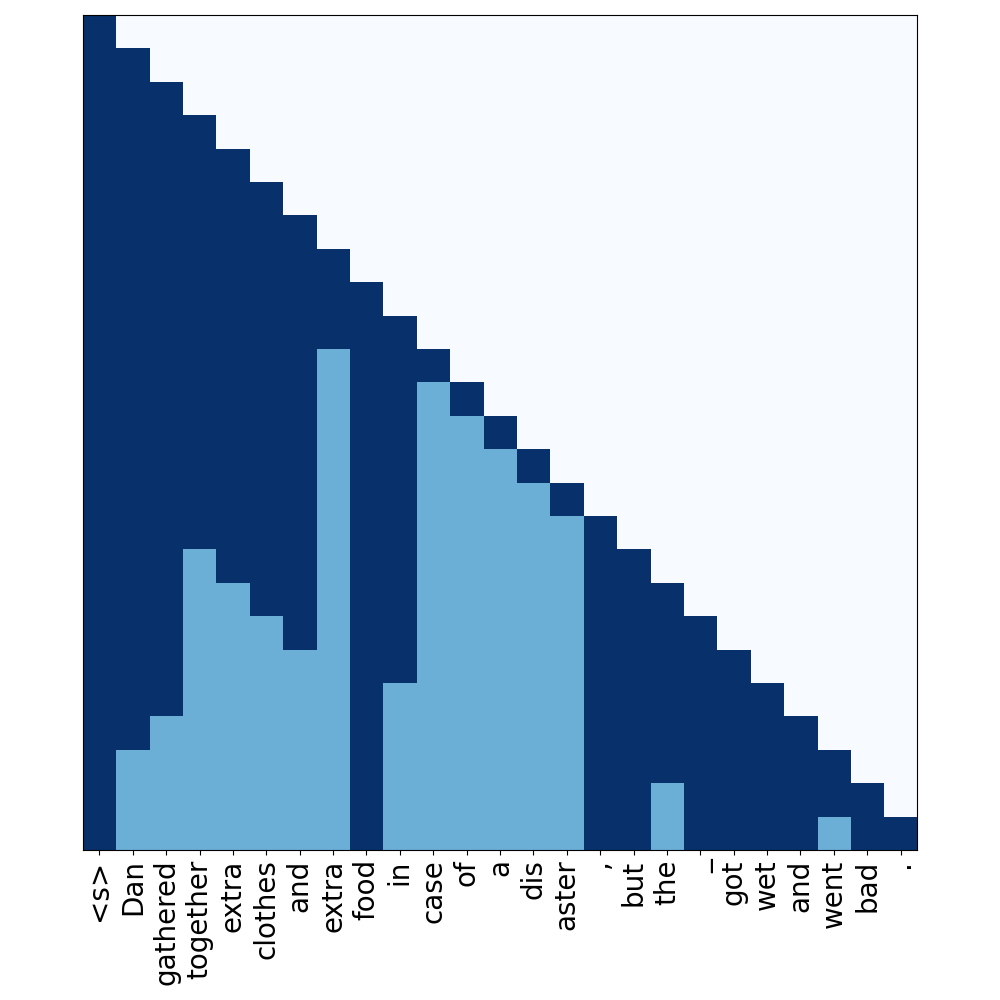 <s>
Dan
gathered
together
extra
clothes
and
extra
food
in
case
of
a
dis
aster
,
but
the
_
got
wet
and
went
bad
.